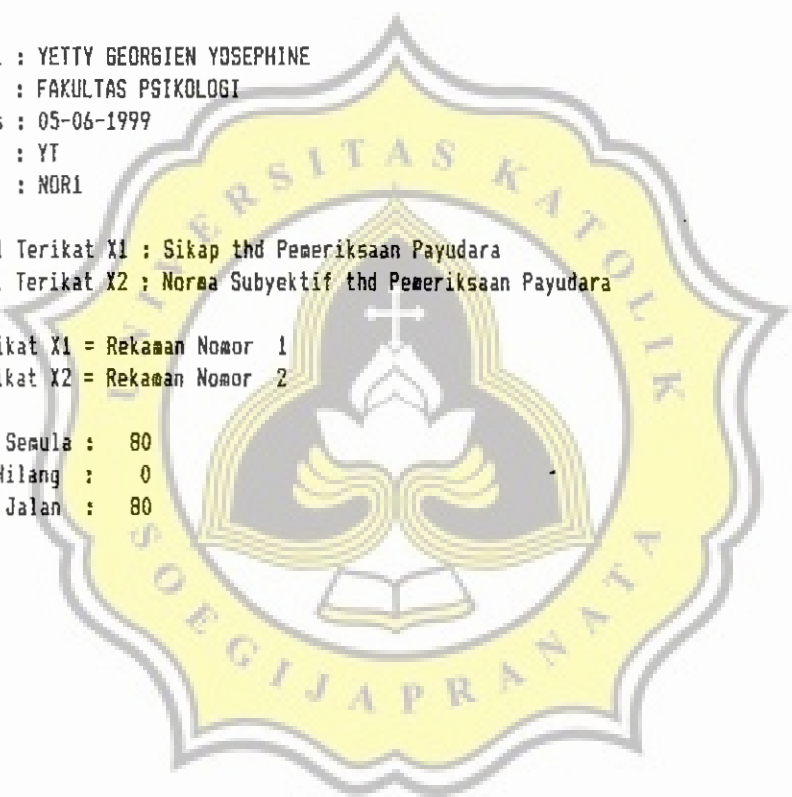 : YETTY GEORGIEN YOSEPHINE
: FAKULTAS PSIKOLOGI
: 05-06-1999
: YT
: NOR1
Terikat X1 : Sikap thd Pemeriksaan Payudara
Terikat X2 : Norma Subyektif thd Pemeriksaan Payudara
ikat X1 = Rekaman Nomor 1
ikat X2 = Rekaman Nomor 2
Semula : 80
Hilang : 0
Jalan : 80
UNIVERSITAS KATOLIK
SOEGIJAPRANATA